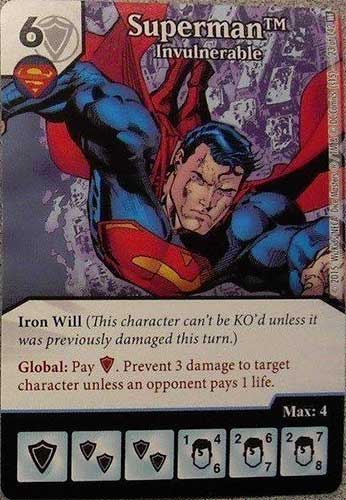 6
Superman™
Invulnerable
Iron Will (This character can't be KO'd unless it
was previously damaged this turn.)
Global: Pay . Prevent 3 damage to target
character unless an opponent pays 1 life.
Max: 4
1 4
6
2 6
7
2 7
8